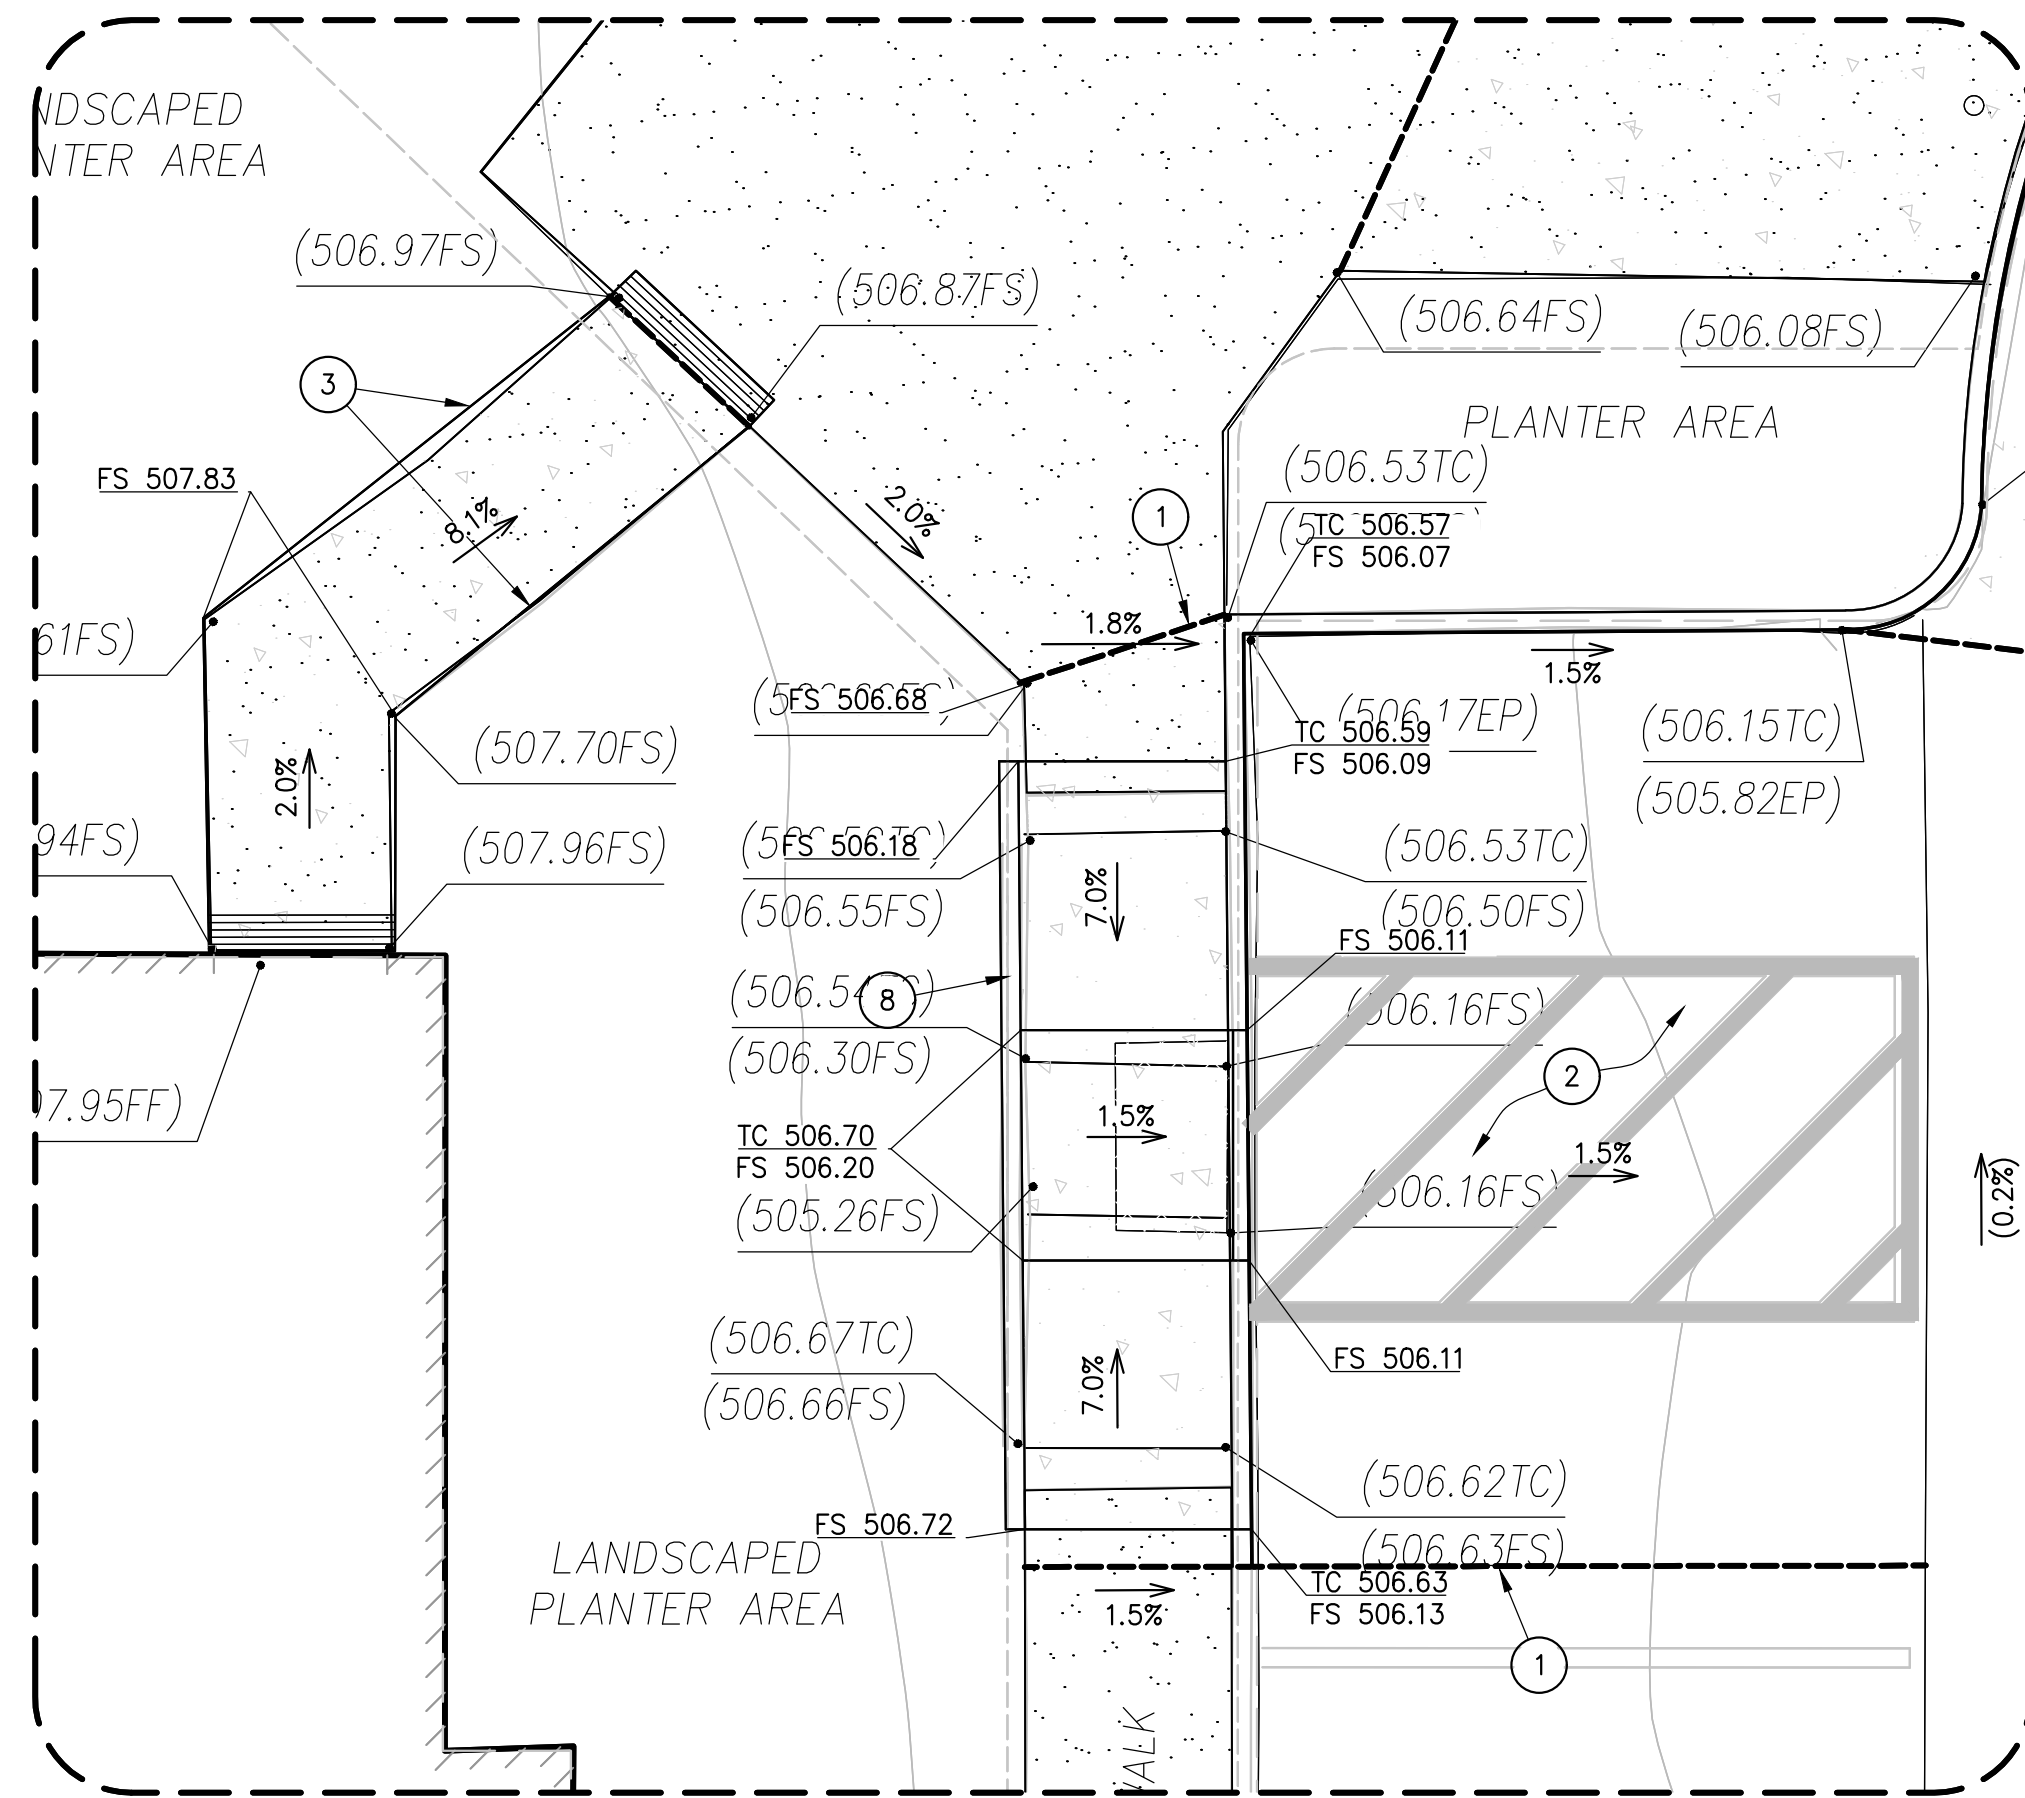 NDSCAPED
NTER AREA
(506.97FS)
(506.87FS)
(506.64FS)
(506.08FS)
3
PLANTER AREA
FS 507.83
8.1%
2.0%
1
(506.53TC)
TC 506.57
FS 506.07
61FS)
1.8%
1.5%
FS 506.68
(506.17EP)
TC 506.59
FS 506.09
(506.15TC)
(505.82EP)
(507.70FS)
2.0%
94FS)
(507.96FS)
FS 506.18
(506.55FS)
7.0%
(506.53TC)
(506.50FS)
FS 506.11
8
(506.30FS)
(506.16FS)
2
7.95FF)
TC 506.70
FS 506.20
1.5%
1.5%
(505.26FS)
(506.16FS)
(0.2%)
(506.67TC)
(506.66FS)
7.0%
FS 506.11
(506.62TC)
(506.63FS)
FS 506.72
LANDSCAPED
PLANTER AREA
1.5%
TC 506.63
FS 506.13
1
ALK